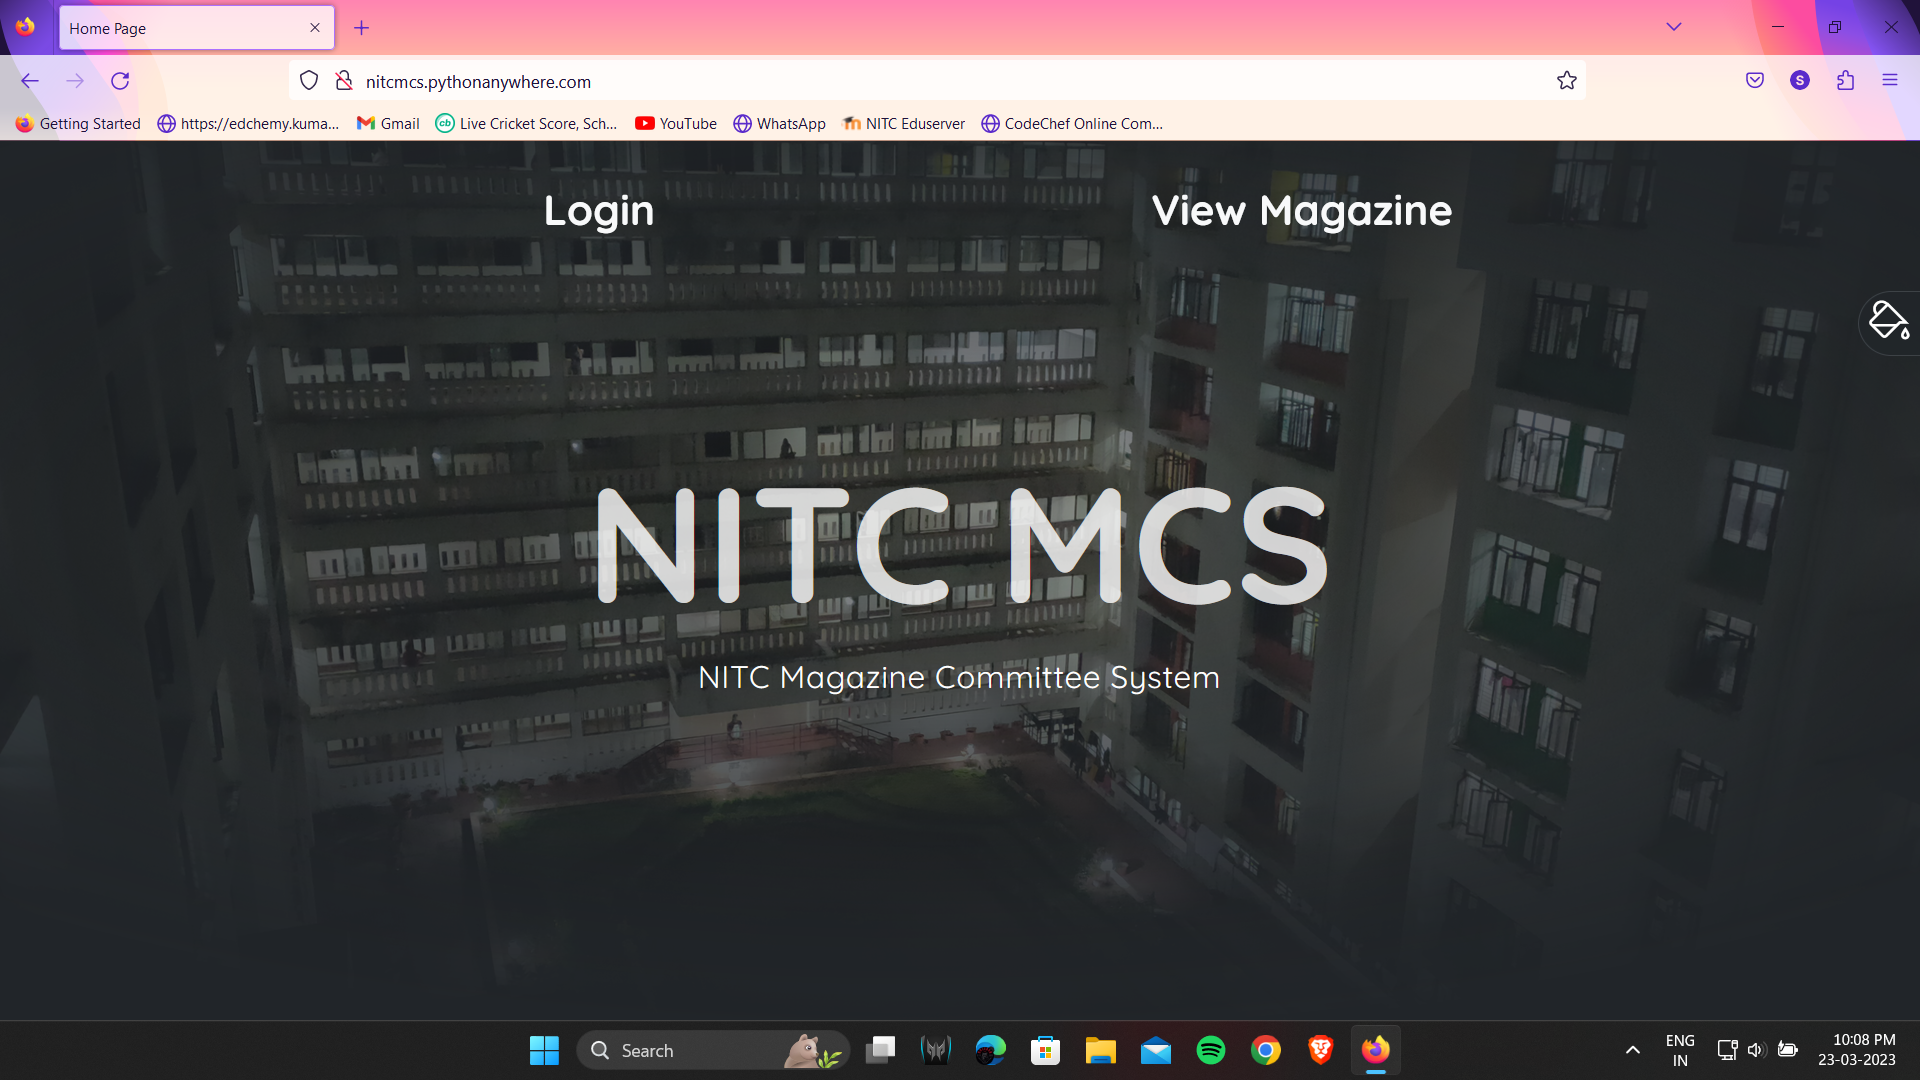 Home Page
nitcmcs.pythonanywhere.com
S
Getting Started
https://edchemy.kuma...
Gmail
cb
Live Cricket Score, Sch...
YouTube
WhatsApp
NITC Eduserver
CodeChef Online Com...
Login
View Magazine
NITC MCS
NITC Magazine Committee System
Search
ENG
IN
10:08 PM
23-03-2023